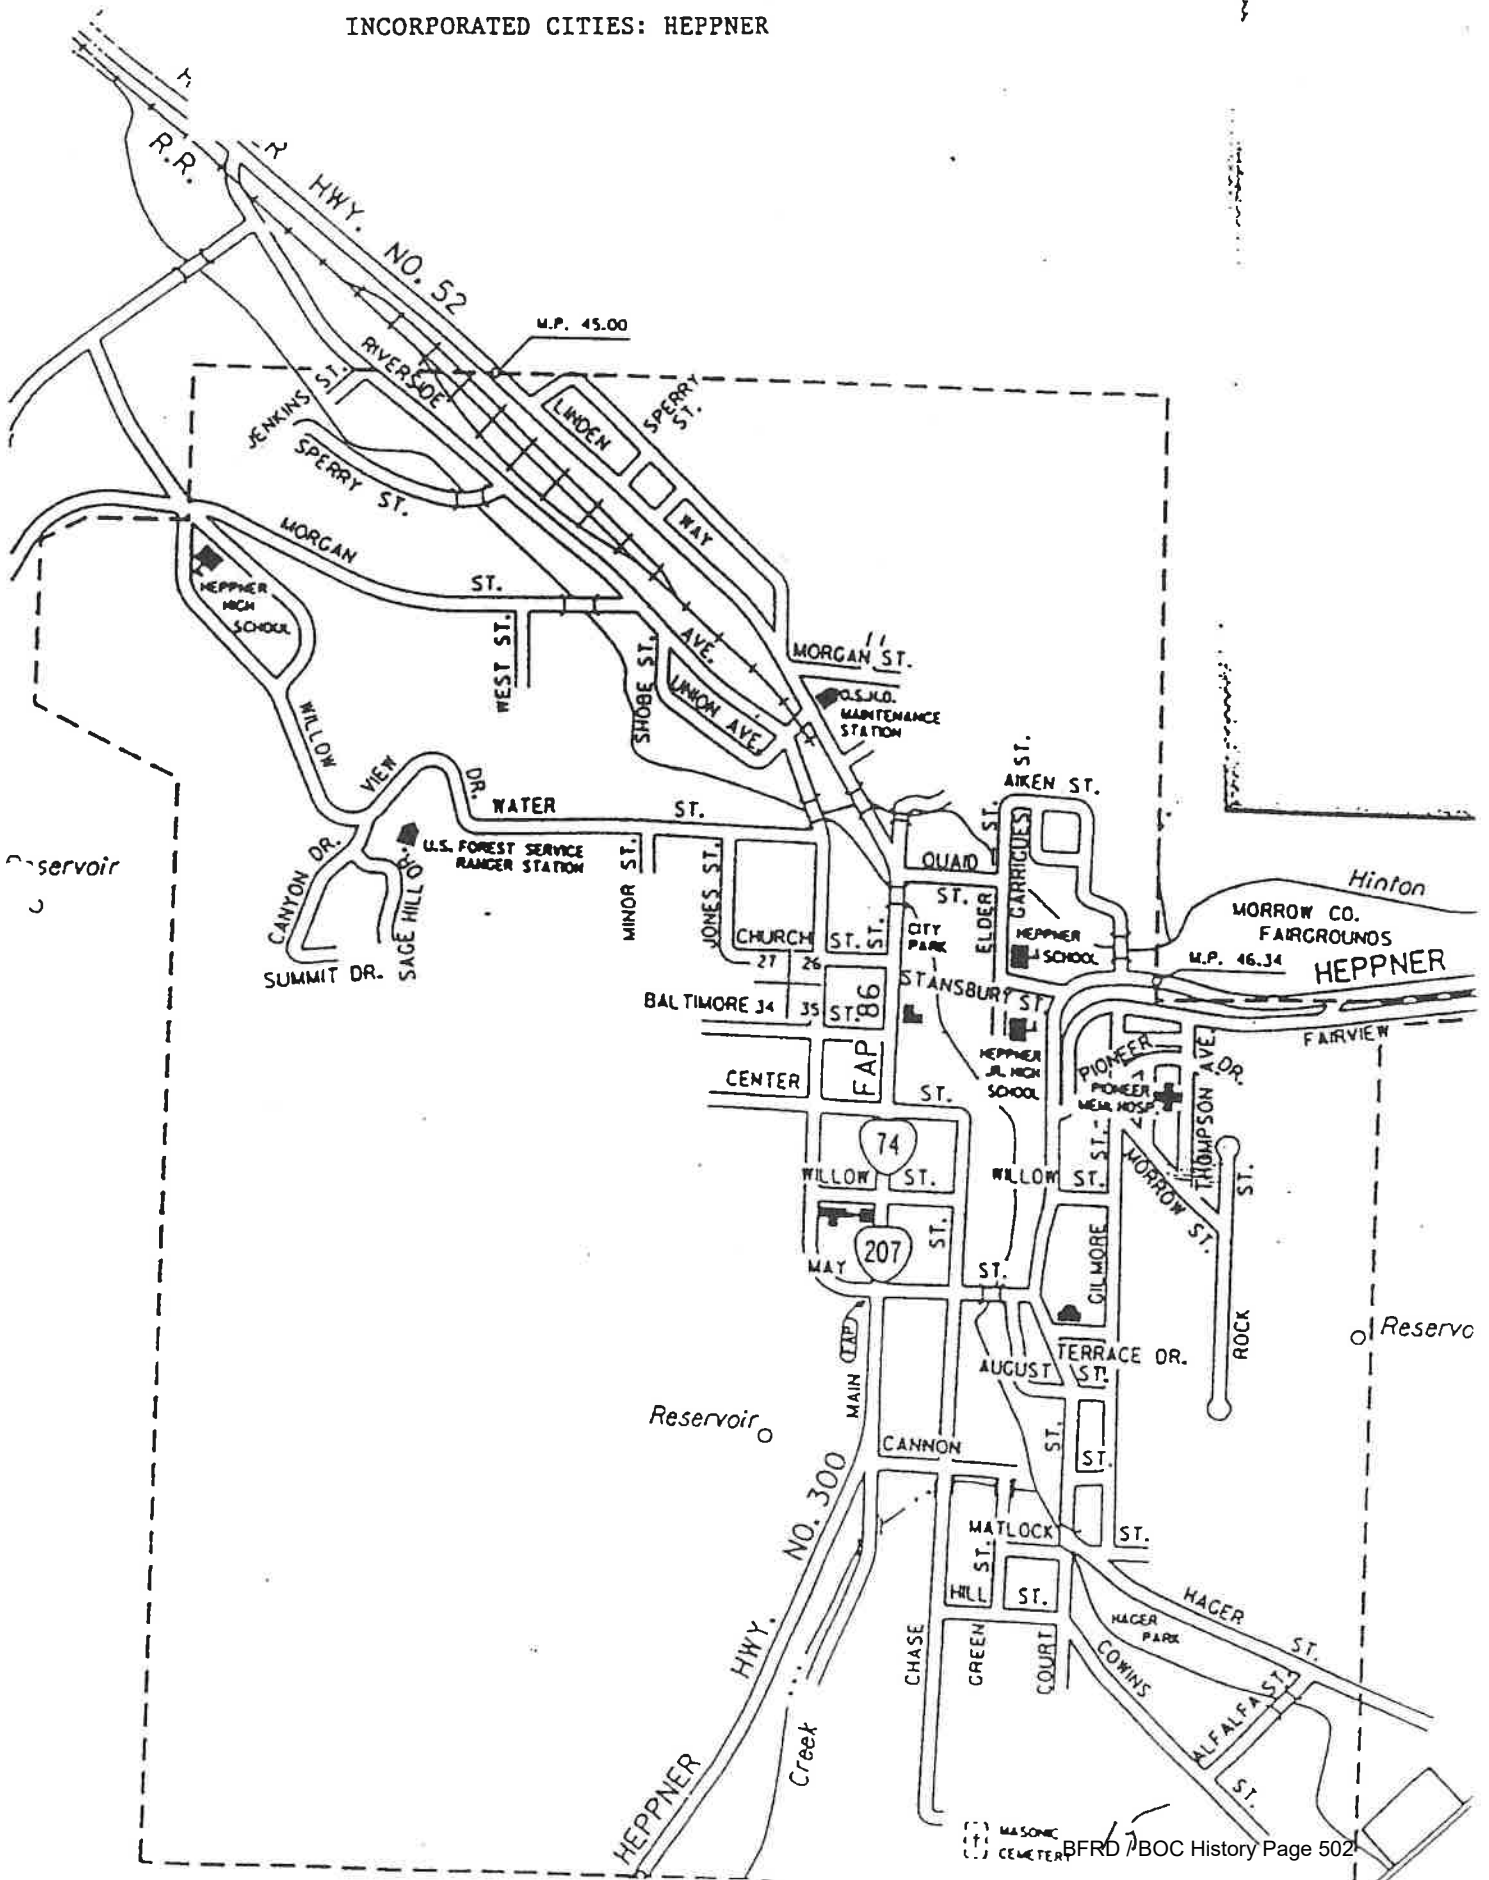 INCORPORATED CITIES: HEPPNER
R.R.
HWY. NO. 52
M.P. 45.00
RIVERSIDE
JENKINS ST.
LINDEN
SPERRY ST.
SPERRY ST.
WAY
MORGAN
ST.
HEPPNER
HIGH
SCHOOL
WEST ST.
SHOBE ST.
AVE.
UNION AVE.
MORGAN ST.
MAINTENANCE
STATION
WILLOW
VIEW
DR.
WATER
ST.
ST.
AIKEN ST.
U.S. FOREST SERVICE
RANGER STATION
CANYON DR.
SAGE HILL DR.
SUMMIT DR.
MINOR ST.
JONES ST.
QUAID
ST.
ELDER
ST.
GARRIGUES
Hinton
MORROW CO.
FAIRGROUNDS
M.P. 46.34
HEPPNER
Reservoir
CHURCH
ST.
ST.
27 26
CITY
PARK
HEPPNER
SCHOOL
BALTIMORE 34 35 ST.
FAP 86
STANSBURY ST.
FAIRVIEW
HEPPNER
JR. HIGH
SCHOOL
PIONEER
DR.
PIONEER
MEM. HOSP.
THOMPSON AVE.
CENTER
ST.
74
WILLOW ST.
WILLOW ST.
ST.
MORROW ST.
ST.
ROCK
207
ST.
GILMORE
MAY
ST.
FAP
MAIN
AUGUST
ST.
TERRACE DR.
Reservo
Reservoir
CANNON
ST.
ST.
NO. 300
HWY.
HEPPNER
MATLOCK
ST.
ST.
HILL
ST.
CHASE
GREEN
COURT
HAGER
ST.
HAGER
PARK
COWINS
ST.
ALFALFA ST.
Creek
MASONIC
CEMETERY
BFRD / BOC History Page 502